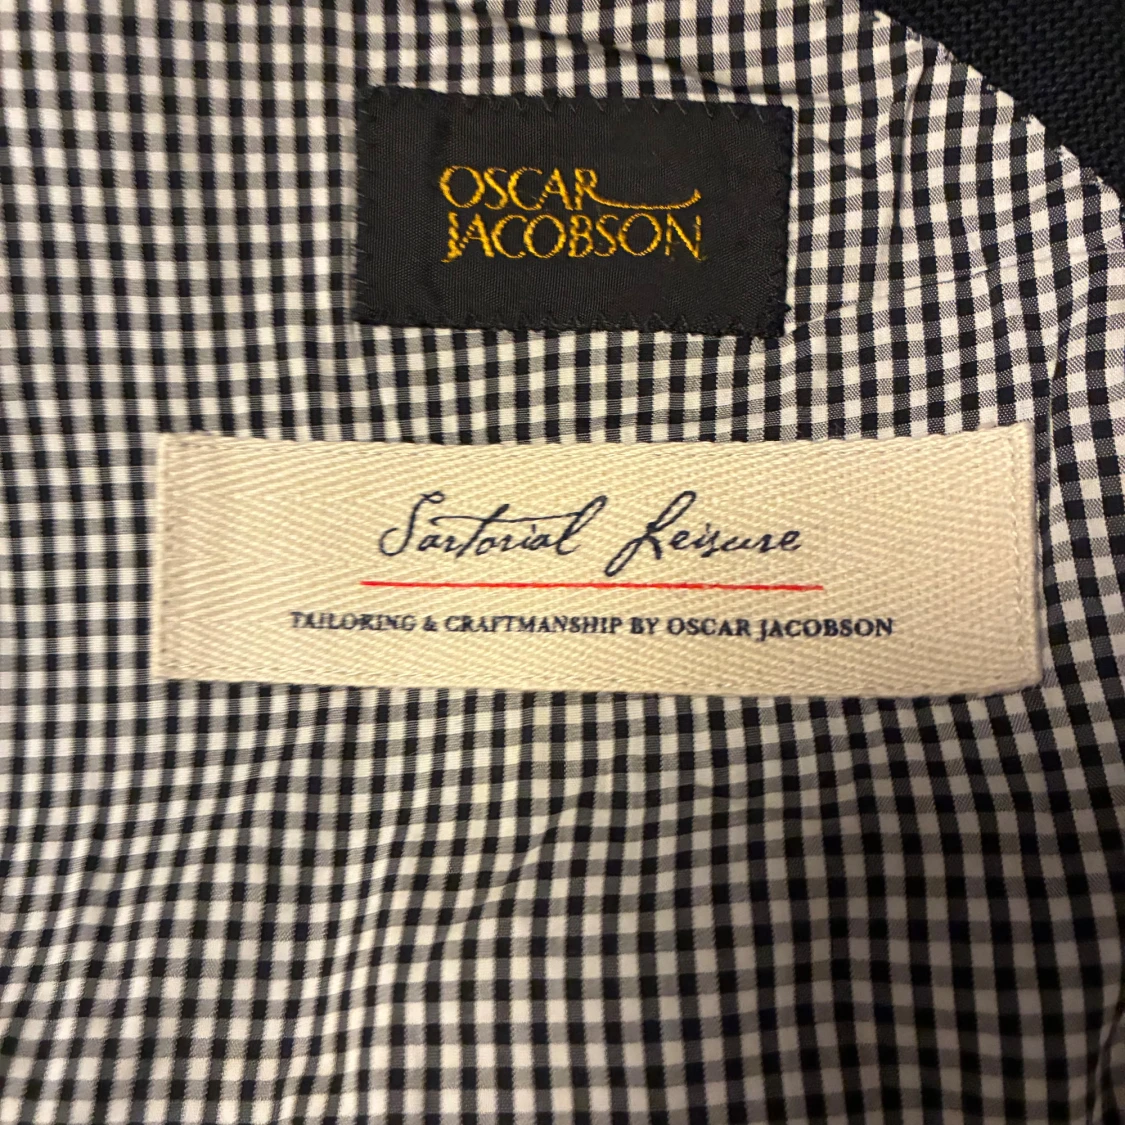 OSCAR
JACOBSON
Sartorial Leisure
TAILORING & CRAFTMANSHIP BY OSCAR JACOBSON